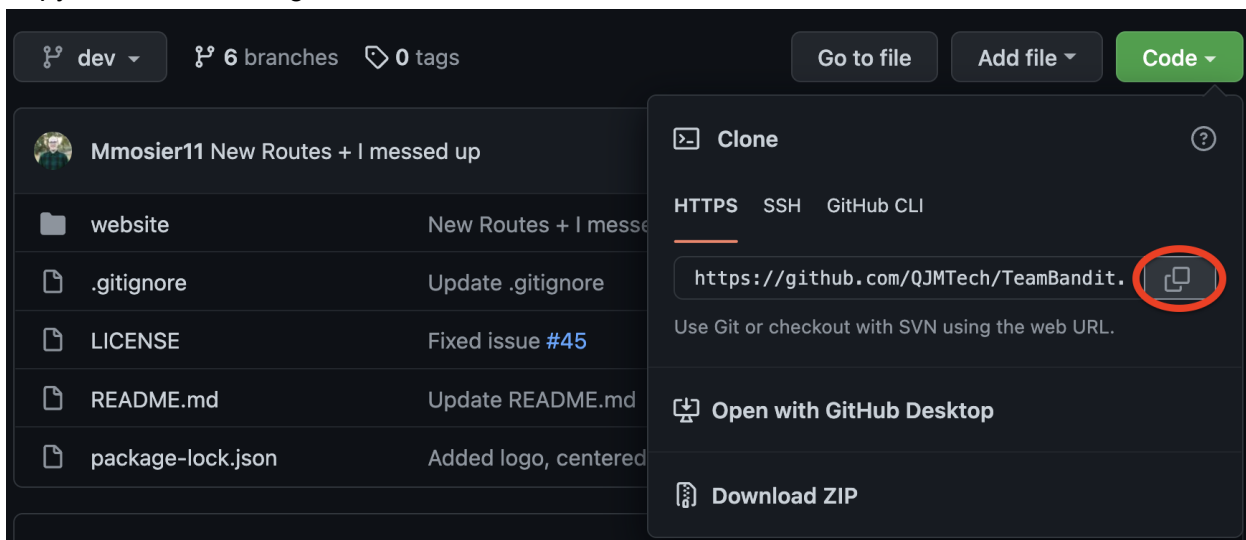 dev 6 branches 0 tags Go to file Add file Code
Mmosier11 New Routes + I messed up
website New Routes + I messe
.gitignore Update .gitignore
LICENSE Fixed issue #45
README.md Update README.md
package-lock.json Added logo, centered
Clone
HTTPS SSH GitHub CLI
https://github.com/QJMTech/TeamBandit.
Use Git or checkout with SVN using the web URL.
Open with GitHub Desktop
Download ZIP